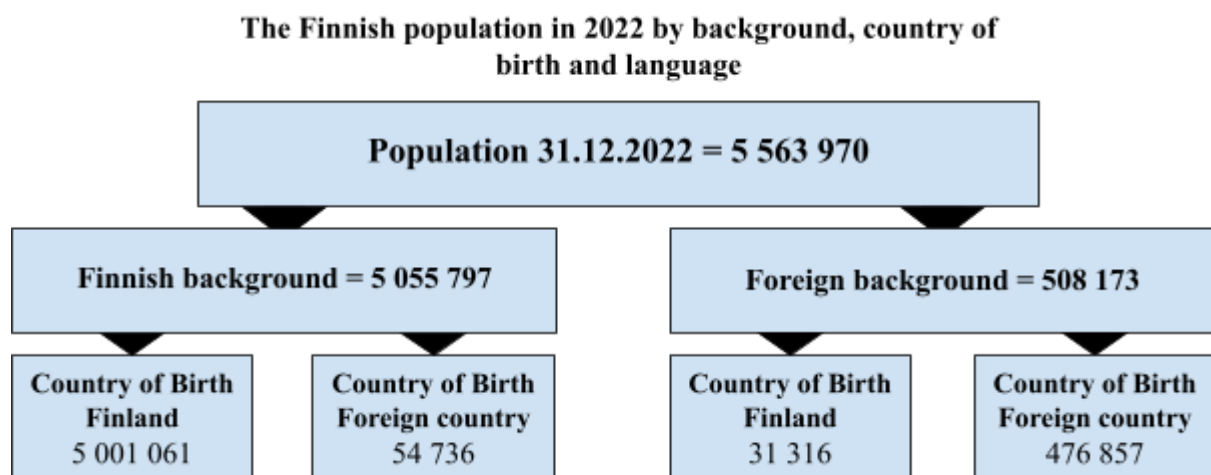 The Finnish population in 2022 by background, country of
birth and language
Population 31.12.2022 = 5 563 970
Finnish background = 5 055 797
Foreign background = 508 173
Country of Birth
Finland
5 001 061
Country of Birth
Foreign country
54 736
Country of Birth
Finland
31 316
Country of Birth
Foreign country
476 857